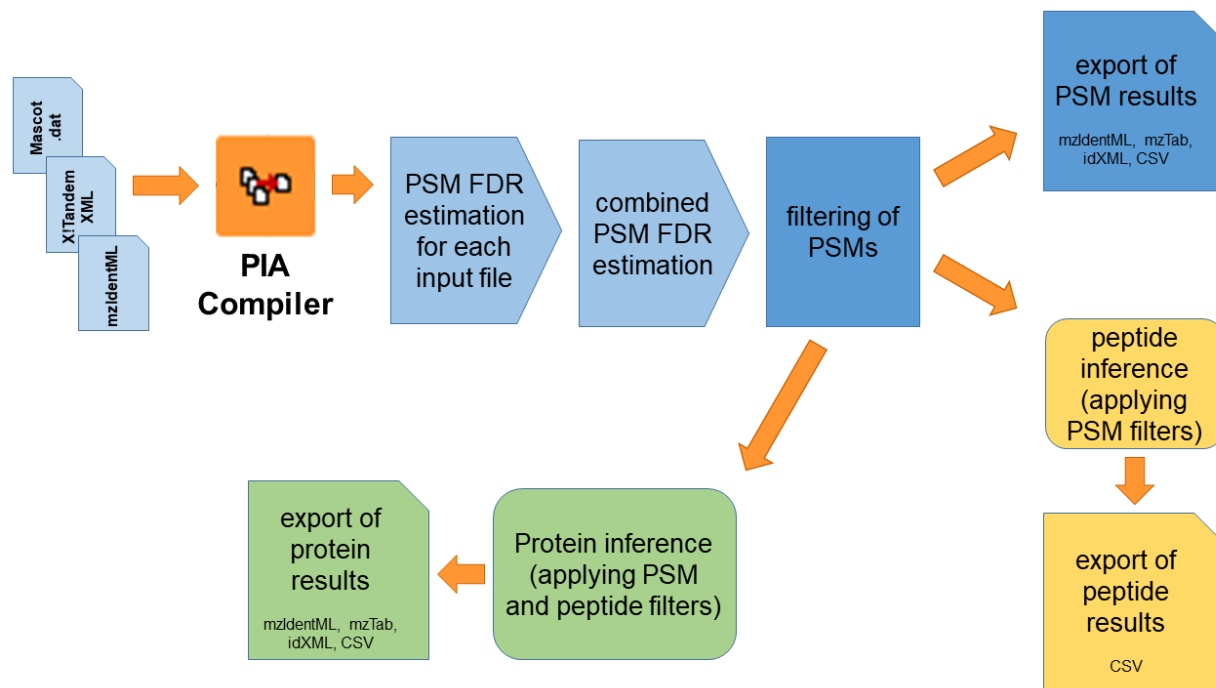 Mascot
.dat
X!Tandem
XML
mzIdentML
PIA
Compiler
PSM FDR
estimation
for each
input file
combined
PSM FDR
estimation
filtering of
PSMs
export of
PSM results
mzIdentML, mzTab,
idXML, CSV
peptide
inference
(applying
PSM filters)
export of
peptide
results
CSV
Protein inference
(applying PSM
and peptide filters)
export of
protein
results
mzIdentML, mzTab,
idXML, CSV